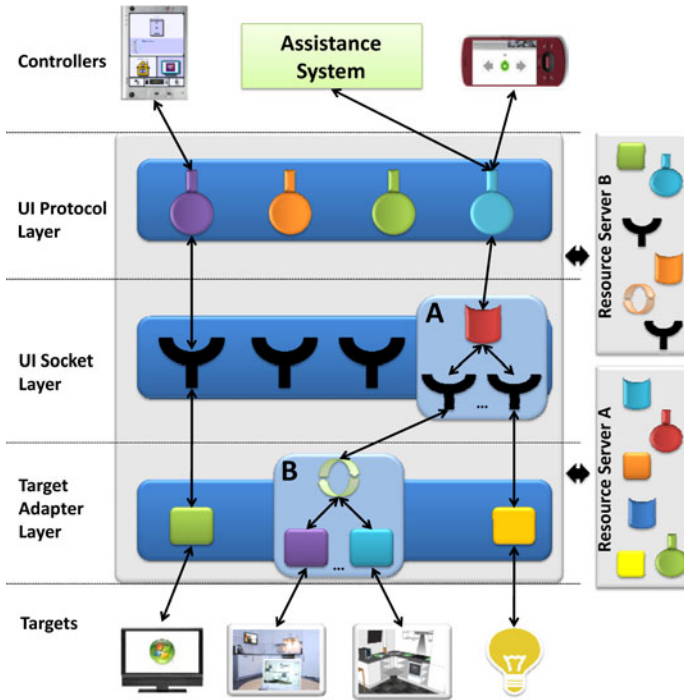 Controllers
Assistance
System
UI Protocol
Layer
Resource Server B
A
UI Socket
Layer
...
Resource Server A
B
Target
Adapter
Layer
...
Targets